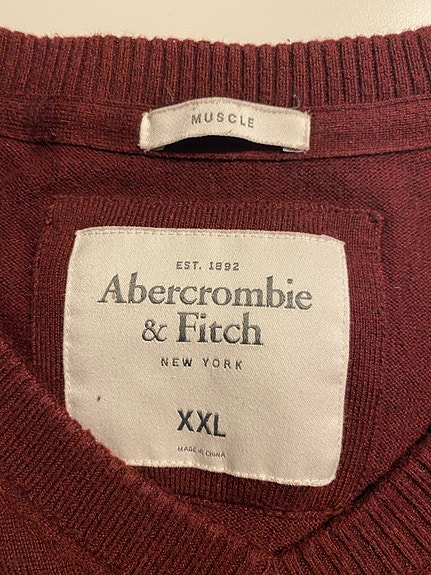 MUSCLE
EST. 1892
Abercrombie
& Fitch
NEW YORK
XXL
MADE IN CHINA